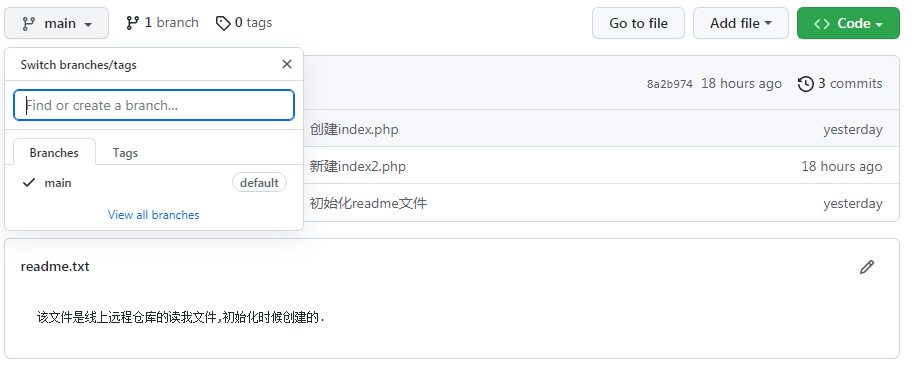 main 1 branch 0 tags Go to file Add file Code
Switch branches/tags
Find or create a branch...
Branches Tags
main default
View all branches
8a2b974 18 hours ago 3 commits
创建index.php yesterday
新建index2.php 18 hours ago
初始化readme文件 yesterday
readme.txt
该文件是线上远程仓库的读我文件,初始化时候创建的.